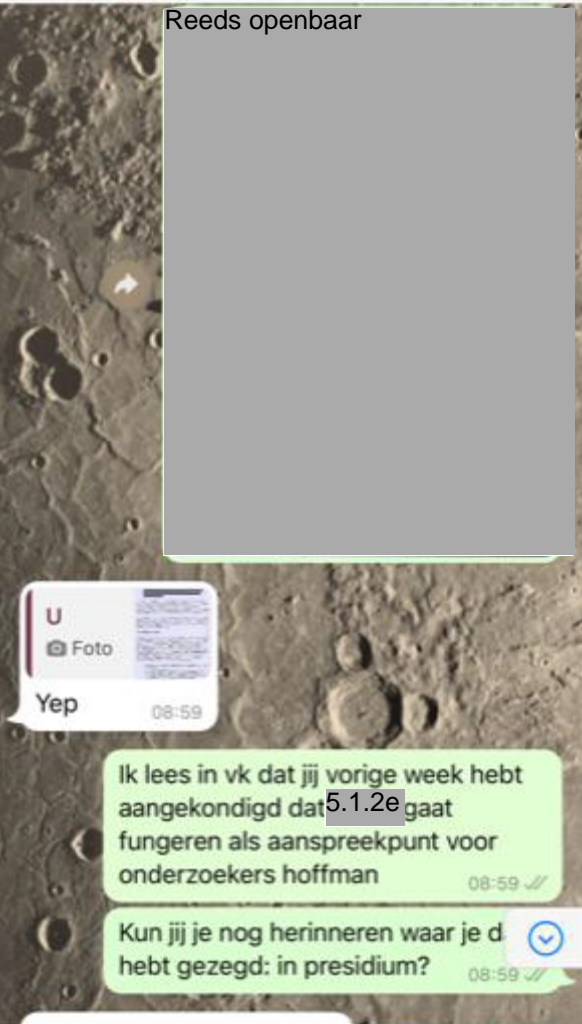 Reeds openbaar
U
Foto
Yep
08:59
Ik lees in vk dat jij vorige week hebt
aangekondigd dat 5.1.2e gaat
fungeren als aanspreekpunt voor
onderzoekers hoffman
08:59
Kun jij je nog herinneren waar je
hebt gezegd: in presidium?
08:59